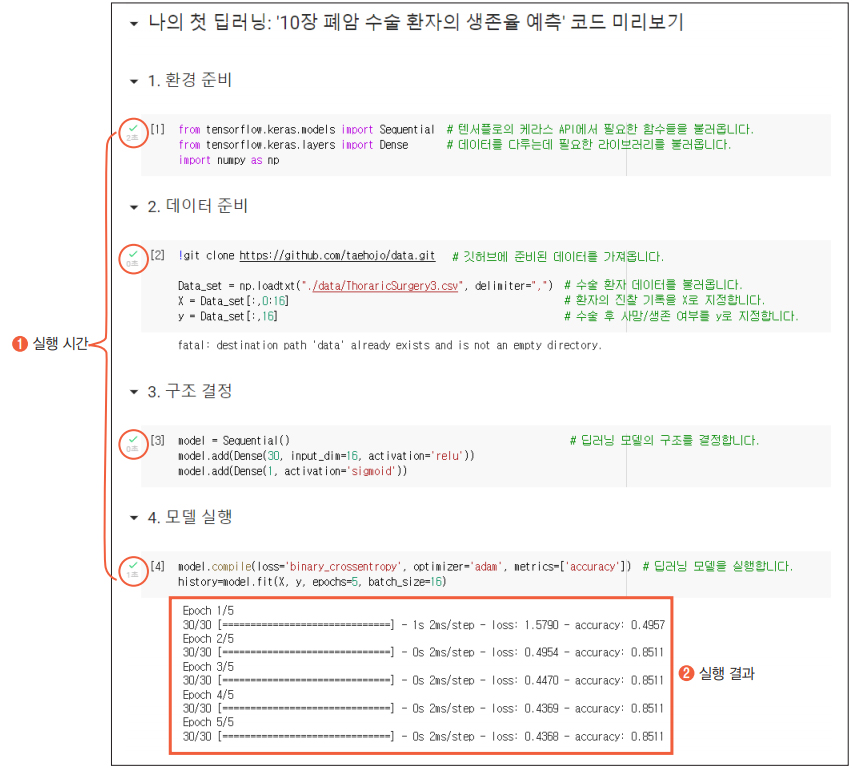 나의 첫 딥러닝: '10장 폐암 수술 환자의 생존율 예측' 코드 미리보기
1. 환경 준비
2초
[1] from tensorflow.keras.models import Sequential # 텐서플로의 케라스 API에서 필요한 함수들을 불러옵니다.
from tensorflow.keras.layers import Dense # 데이터를 다루는데 필요한 라이브러리를 불러옵니다.
import numpy as np
2. 데이터 준비
0초
[2] !git clone https://github.com/taehojo/data.git # 깃허브에 준비된 데이터를 가져옵니다.
Data_set = np.loadtxt("./data/ThoraricSurgery3.csv", delimiter=",") # 수술 환자 데이터를 불러옵니다.
X = Data_set[:,0:16] # 환자의 진찰 기록을 X로 지정합니다.
y = Data_set[:,16] # 수술 후 사망/생존 여부를 y로 지정합니다.
❶ 실행 시간
fatal: destination path 'data' already exists and is not an empty directory.
3. 구조 결정
0초
[3] model = Sequential() # 딥러닝 모델의 구조를 결정합니다.
model.add(Dense(30, input_dim=16, activation='relu'))
model.add(Dense(1, activation='sigmoid'))
4. 모델 실행
1초
[4] model.compile(loss='binary_crossentropy', optimizer='adam', metrics=['accuracy']) # 딥러닝 모델을 실행합니다.
history=model.fit(X, y, epochs=5, batch_size=16)
Epoch 1/5
30/30 [==============================] - 1s 2ms/step - loss: 1.5790 - accuracy: 0.4957
Epoch 2/5
30/30 [==============================] - 0s 2ms/step - loss: 0.4954 - accuracy: 0.8511
Epoch 3/5
30/30 [==============================] - 0s 2ms/step - loss: 0.4470 - accuracy: 0.8511
❷ 실행 결과
Epoch 4/5
30/30 [==============================] - 0s 2ms/step - loss: 0.4369 - accuracy: 0.8511
Epoch 5/5
30/30 [==============================] - 0s 2ms/step - loss: 0.4368 - accuracy: 0.8511